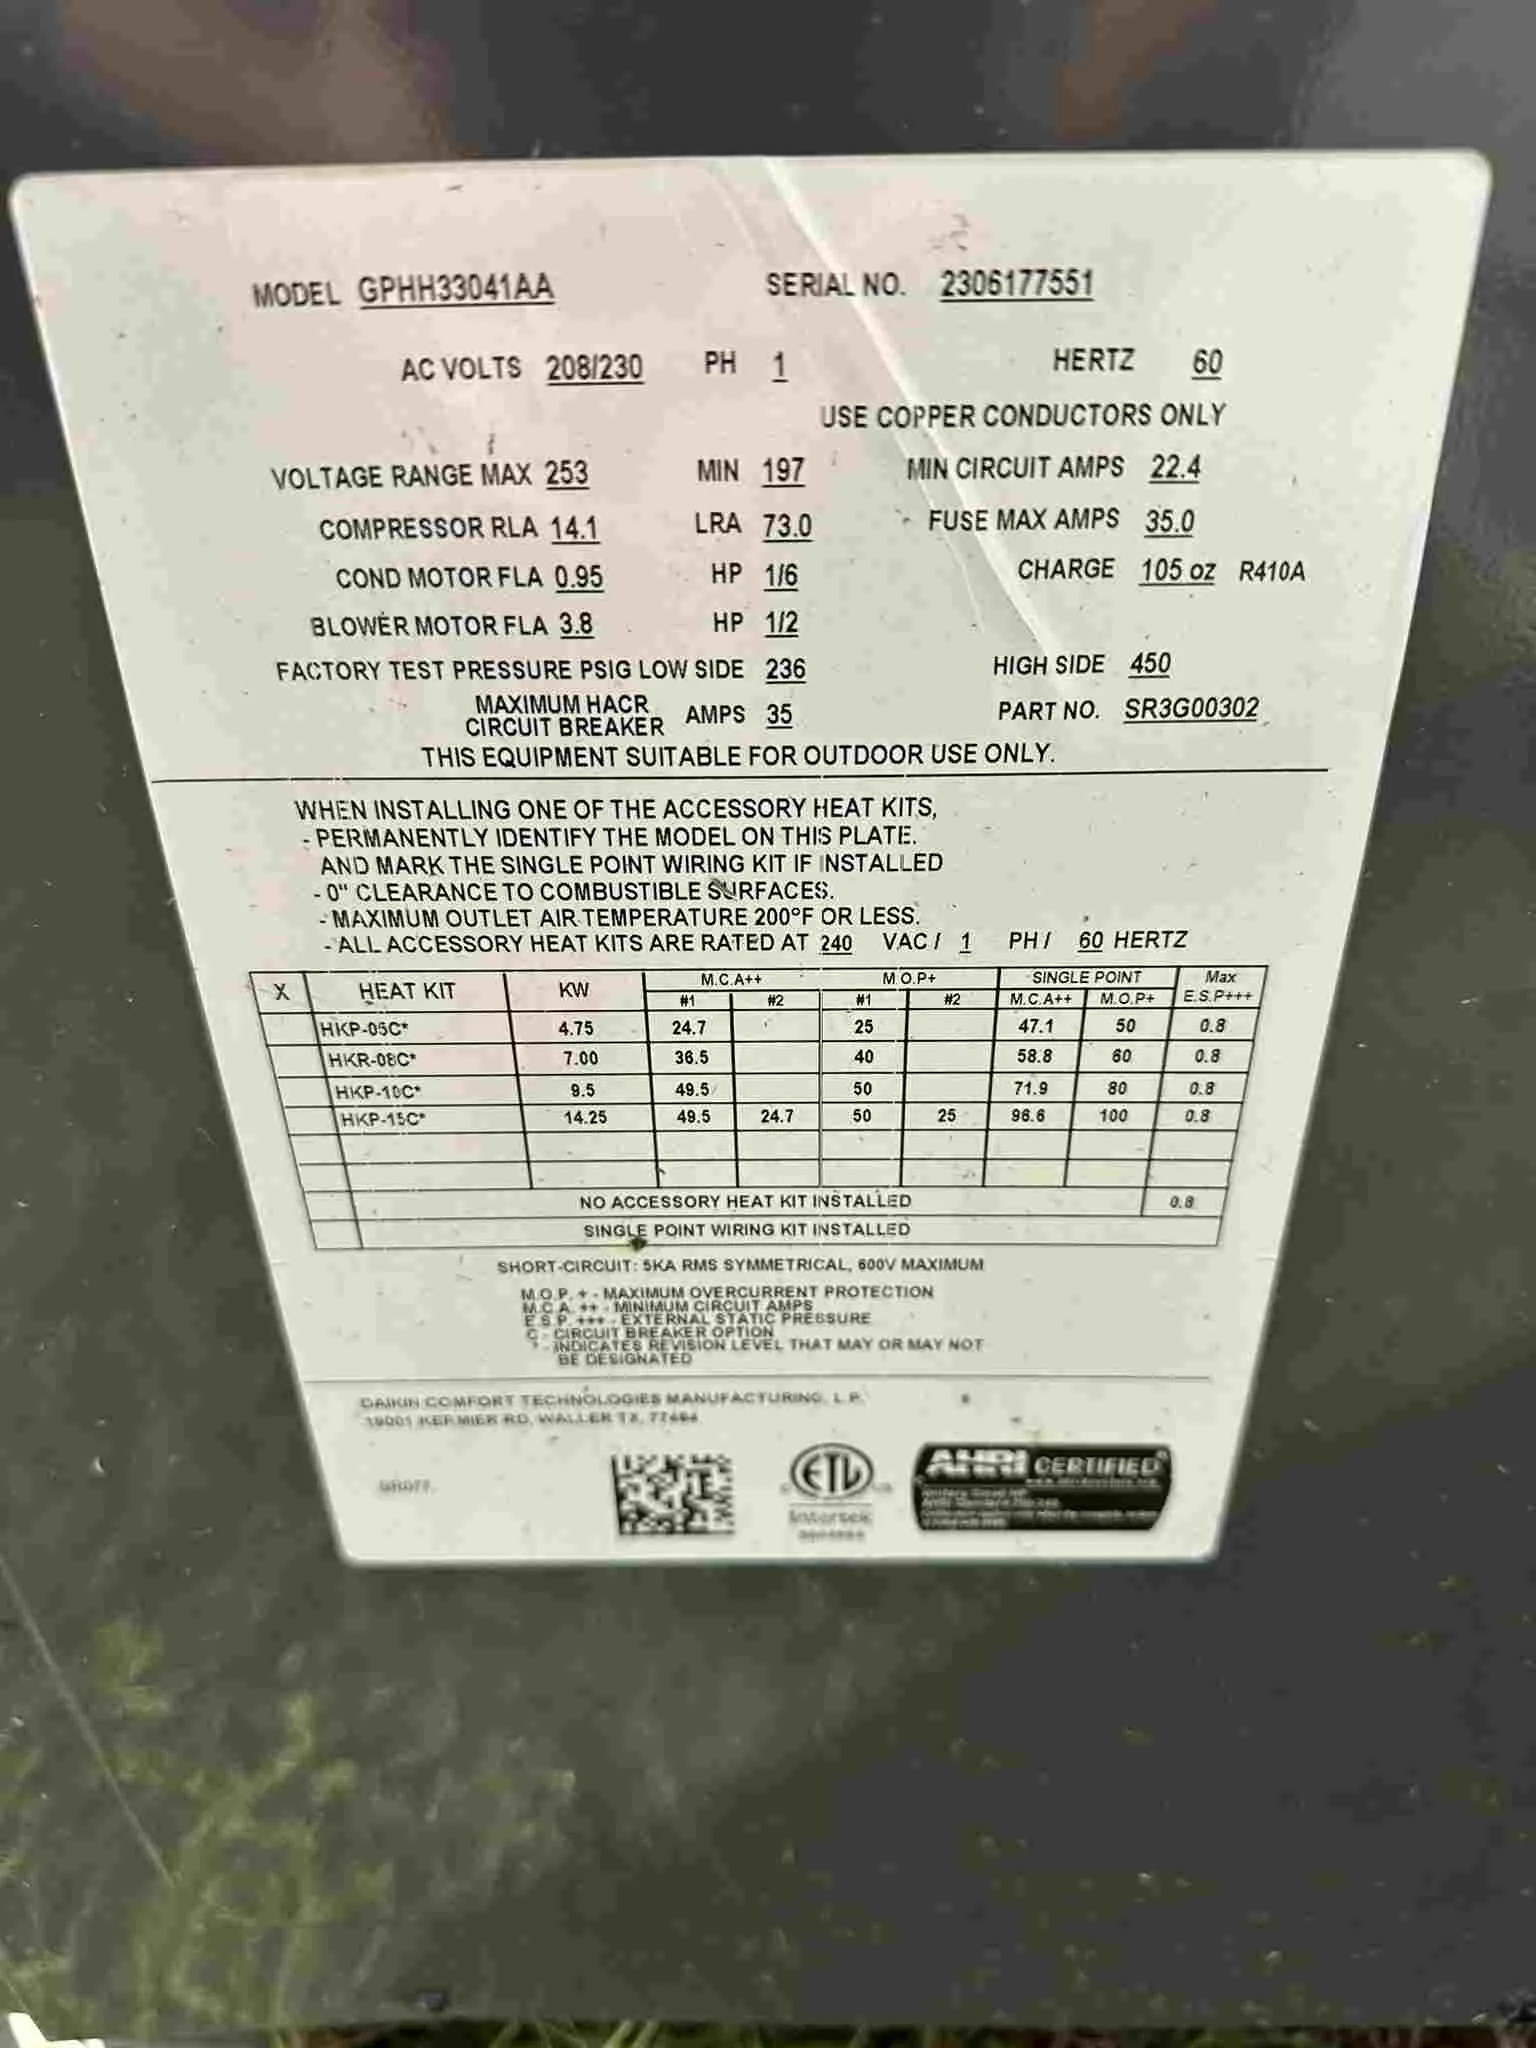 MODEL GPHH33041AA SERIAL NO. 2306177551
AC VOLTS 208/230 PH 1 HERTZ 60
USE COPPER CONDUCTORS ONLY
VOLTAGE RANGE MAX 253 MIN 197 MIN CIRCUIT AMPS 22.4
COMPRESSOR RLA 14.1 LRA 73.0 FUSE MAX AMPS 35.0
COND MOTOR FLA 0.95 HP 1/6 CHARGE 105 oz R410A
BLOWER MOTOR FLA 3.8 HP 1/2
FACTORY TEST PRESSURE PSIG LOW SIDE 236 HIGH SIDE 450
MAXIMUM HACR
CIRCUIT BREAKER AMPS 35 PART NO. SR3G00302
THIS EQUIPMENT SUITABLE FOR OUTDOOR USE ONLY.
WHEN INSTALLING ONE OF THE ACCESSORY HEAT KITS,
- PERMANENTLY IDENTIFY THE MODEL ON THIS PLATE.
AND MARK THE SINGLE POINT WIRING KIT IF INSTALLED
- 0" CLEARANCE TO COMBUSTIBLE SURFACES.
- MAXIMUM OUTLET AIR TEMPERATURE 200°F OR LESS.
- ALL ACCESSORY HEAT KITS ARE RATED AT 240 VAC / 1 PH / 60 HERTZ
X HEAT KIT KW M.C.A++ M.O.P+ SINGLE POINT Max
#1 #2 #1 #2 M.C.A++ M.O.P+ E.S.P+++
HKP-05C* 4.75 24.7 25 47.1 50 0.8
HKR-08C* 7.00 36.5 40 58.8 60 0.8
HKP-10C* 9.5 49.5 50 71.9 80 0.8
HKP-15C* 14.25 49.5 24.7 50 25 96.6 100 0.8
NO ACCESSORY HEAT KIT INSTALLED 0.8
SINGLE POINT WIRING KIT INSTALLED
SHORT-CIRCUIT: 5KA RMS SYMMETRICAL, 600V MAXIMUM
M.O.P. + - MAXIMUM OVERCURRENT PROTECTION
M.C.A. ++ - MINIMUM CIRCUIT AMPS
E.S.P. +++ - EXTERNAL STATIC PRESSURE
C - CIRCUIT BREAKER OPTION
* - INDICATES REVISION LEVEL THAT MAY OR MAY NOT
BE DESIGNATED
DAIKIN COMFORT TECHNOLOGIES MANUFACTURING, L.P.
19001 KERMIER RD, WALLER TX, 77484
ETL
Intertek
AHRI CERTIFIED